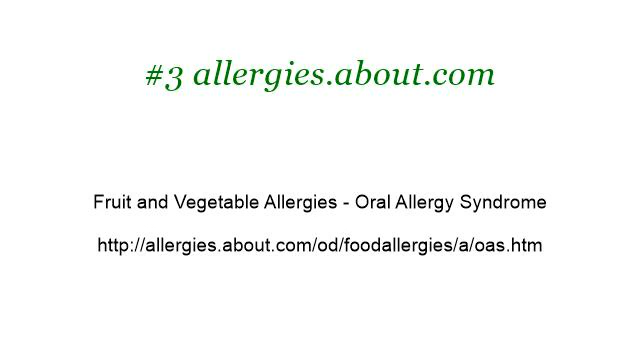 #3 allergies.about.com
Fruit and Vegetable Allergies - Oral Allergy Syndrome
http://allergies.about.com/od/foodallergies/a/oas.htm